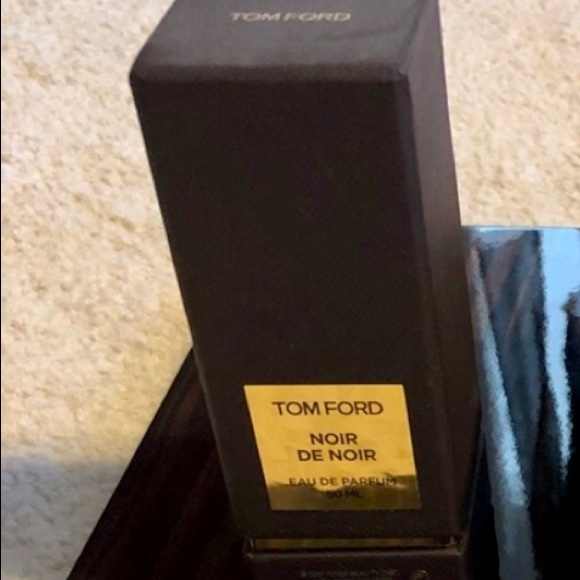 TOM FORD
TOM FORD
NOIR
DE NOIR
EAU DE PARFUM
50 ML